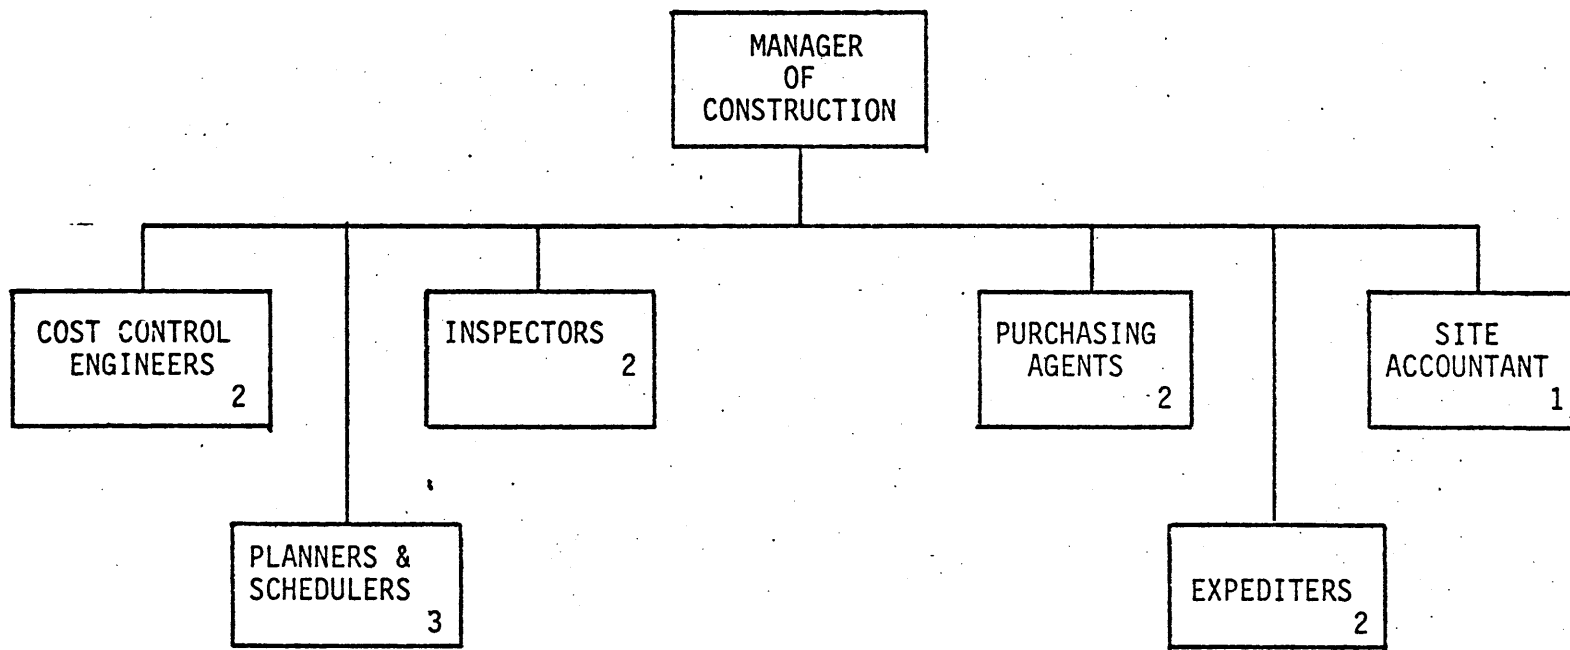 MANAGER
OF
CONSTRUCTION
COST CONTROL
ENGINEERS
2
INSPECTORS
2
PURCHASING
AGENTS
2
SITE
ACCOUNTANT
1
PLANNERS &
SCHEDULERS
3
EXPEDITERS
2